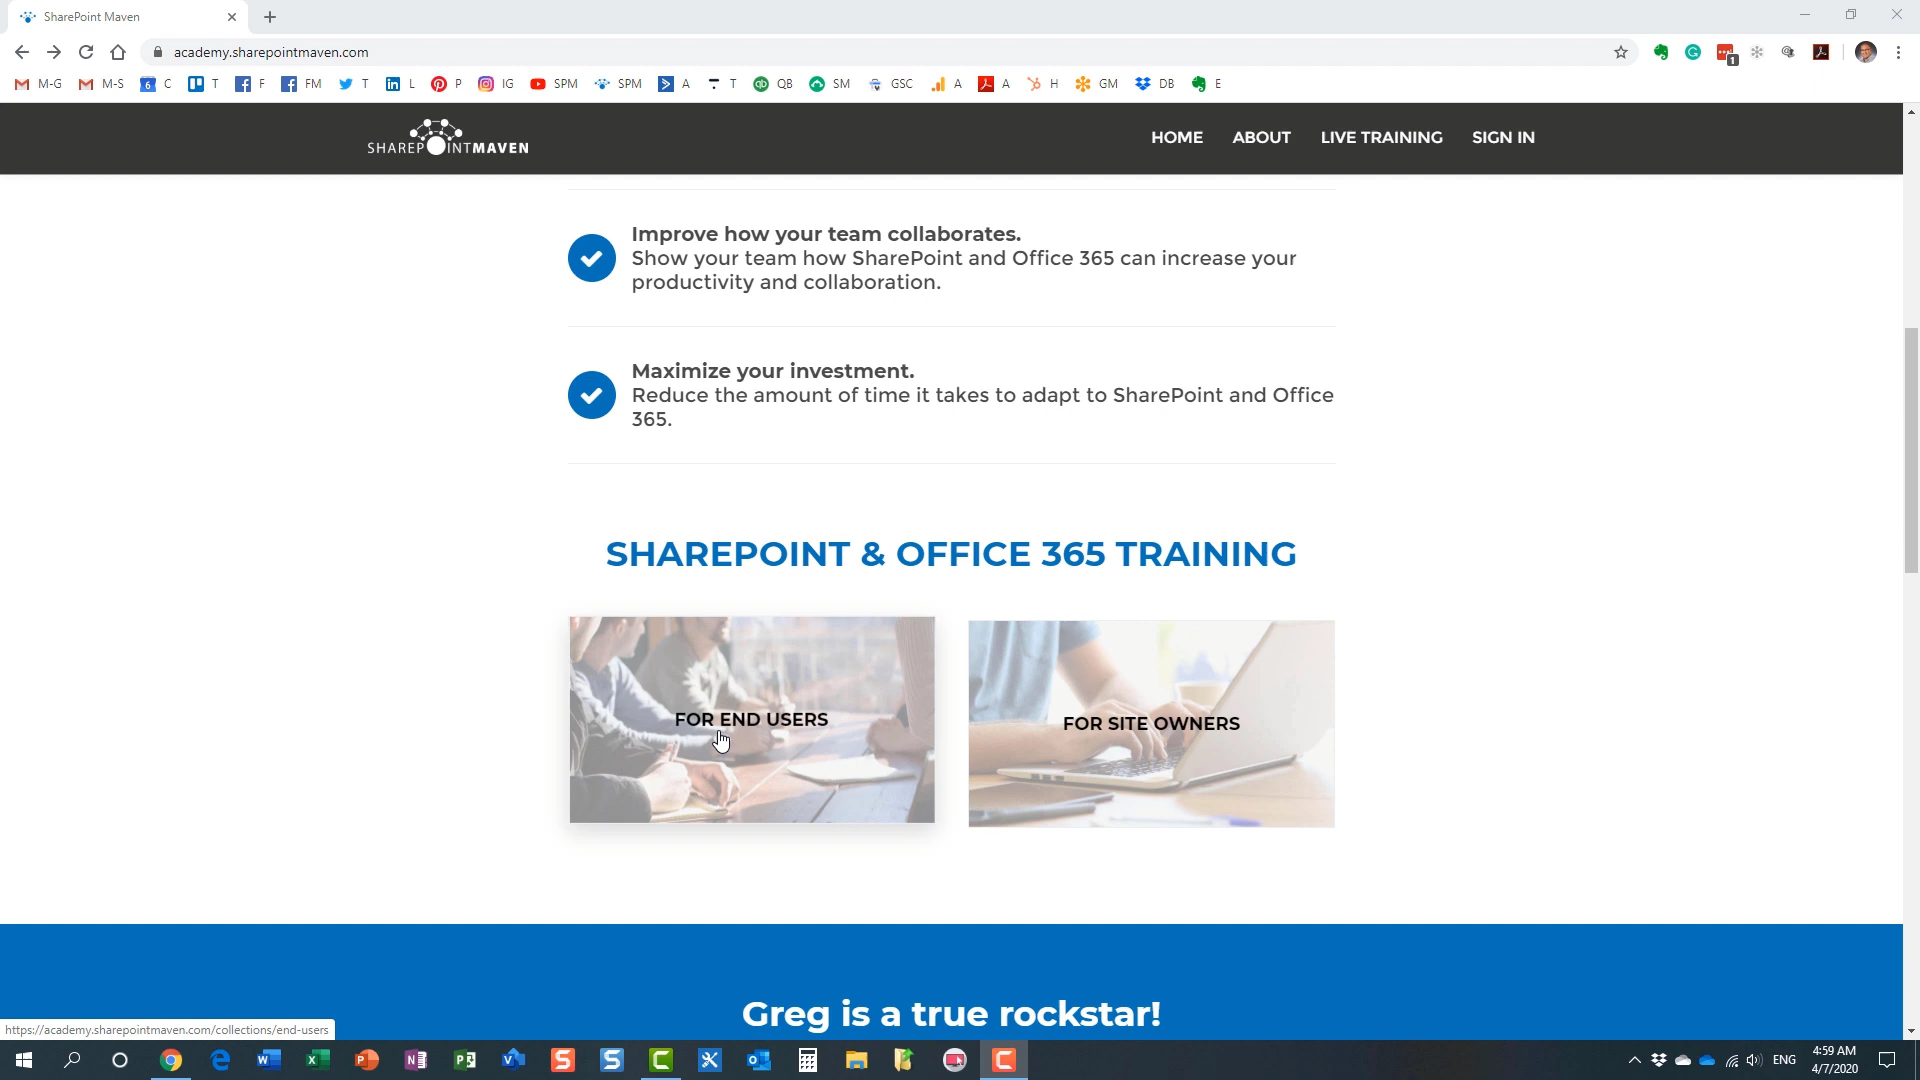 SharePoint Maven
academy.sharepointmaven.com
M-G M-S C T F FM T L P IG SPM SPM A T QB SM GSC A A H GM DB E
SHAREPOINTMAVEN
HOME ABOUT LIVE TRAINING SIGN IN
Improve how your team collaborates.
Show your team how SharePoint and Office 365 can increase your
productivity and collaboration.
Maximize your investment.
Reduce the amount of time it takes to adapt to SharePoint and Office
365.
SHAREPOINT & OFFICE 365 TRAINING
FOR END USERS
FOR SITE OWNERS
Greg is a true rockstar!
https://academy.sharepointmaven.com/collections/end-users
ENG
4:59 AM
4/7/2020